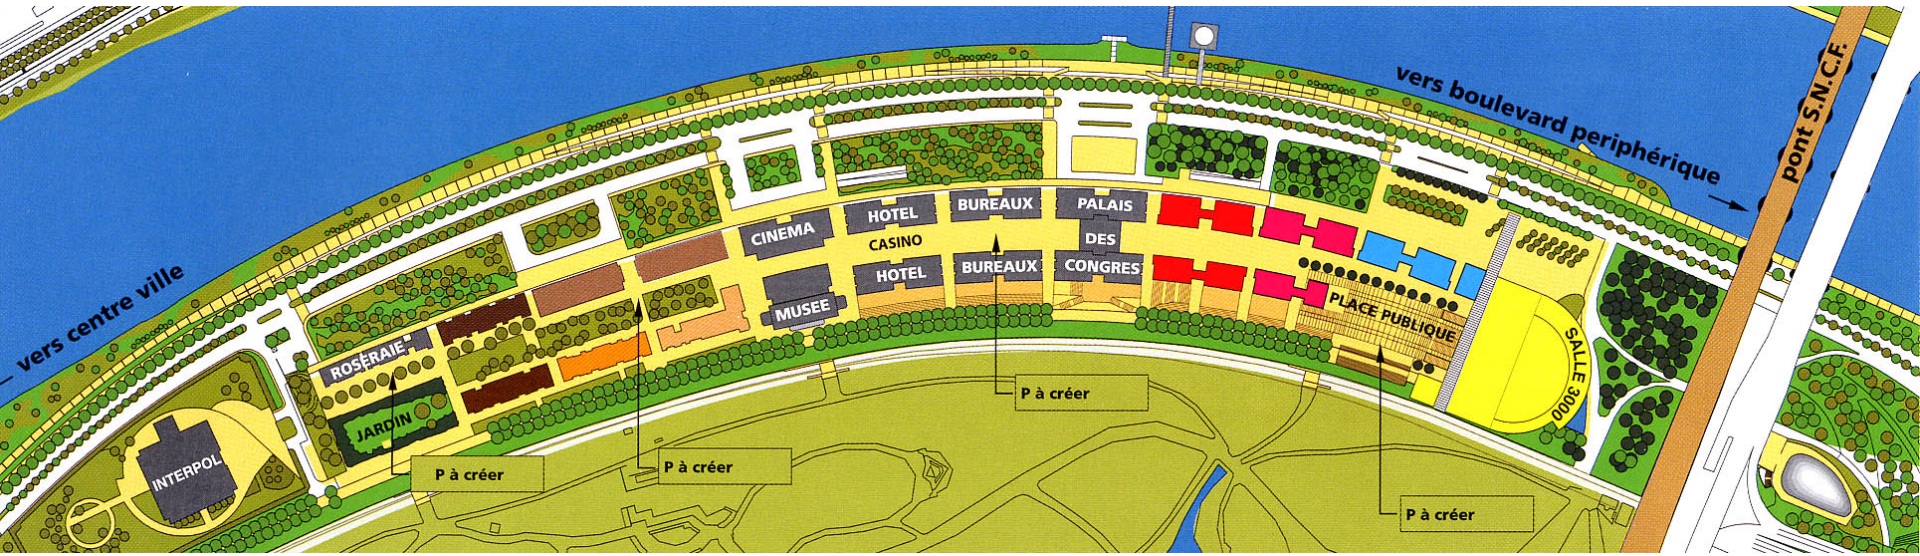 vers centre ville
vers boulevard periphérique
pont S.N.C.F.
INTERPOL
ROSERAIE
JARDIN
CINEMA
MUSEE
HOTEL
CASINO
HOTEL
BUREAUX
BUREAUX
PALAIS
DES
CONGRES
PLACE PUBLIQUE
SALLE 3000
P à créer
P à créer
P à créer
P à créer